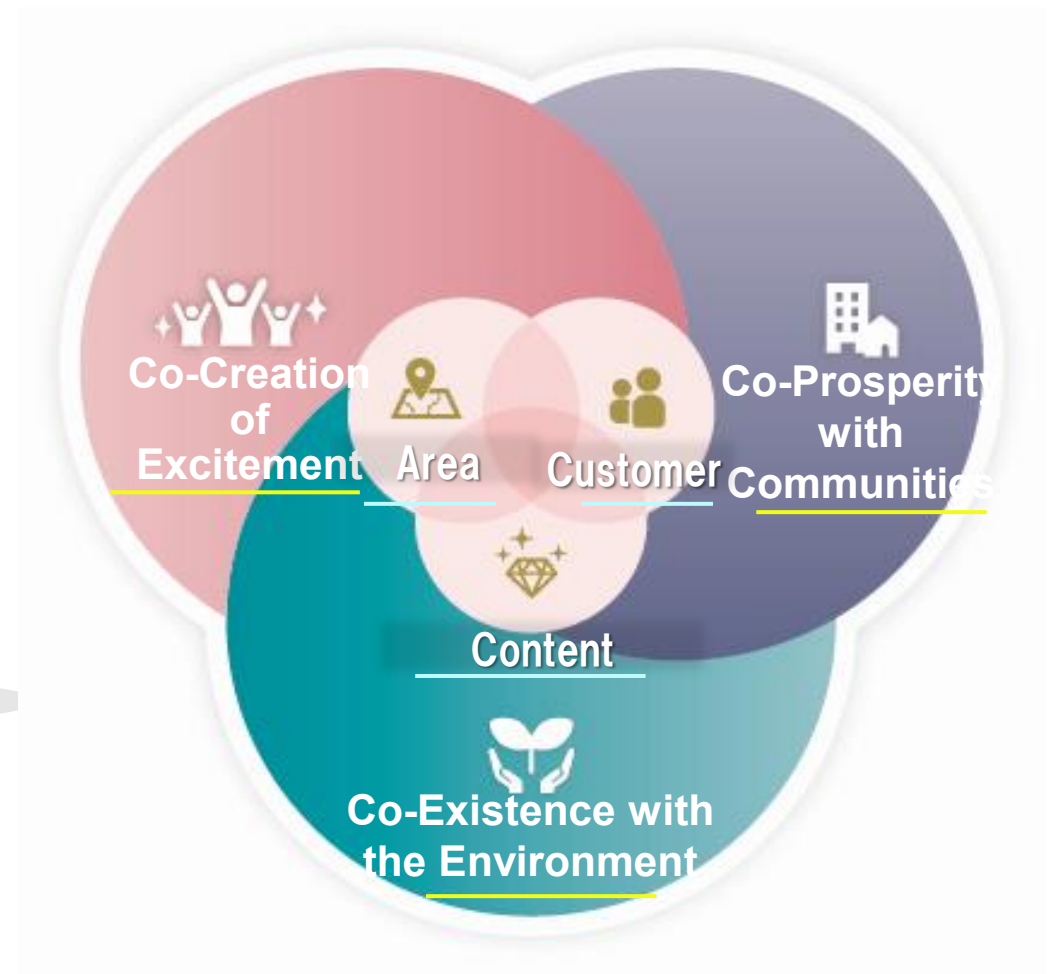 Co-Creation
of
Excitement
Area
Customer
Co-Prosperity
with
Communities
Content
Co-Existence with
the Environment